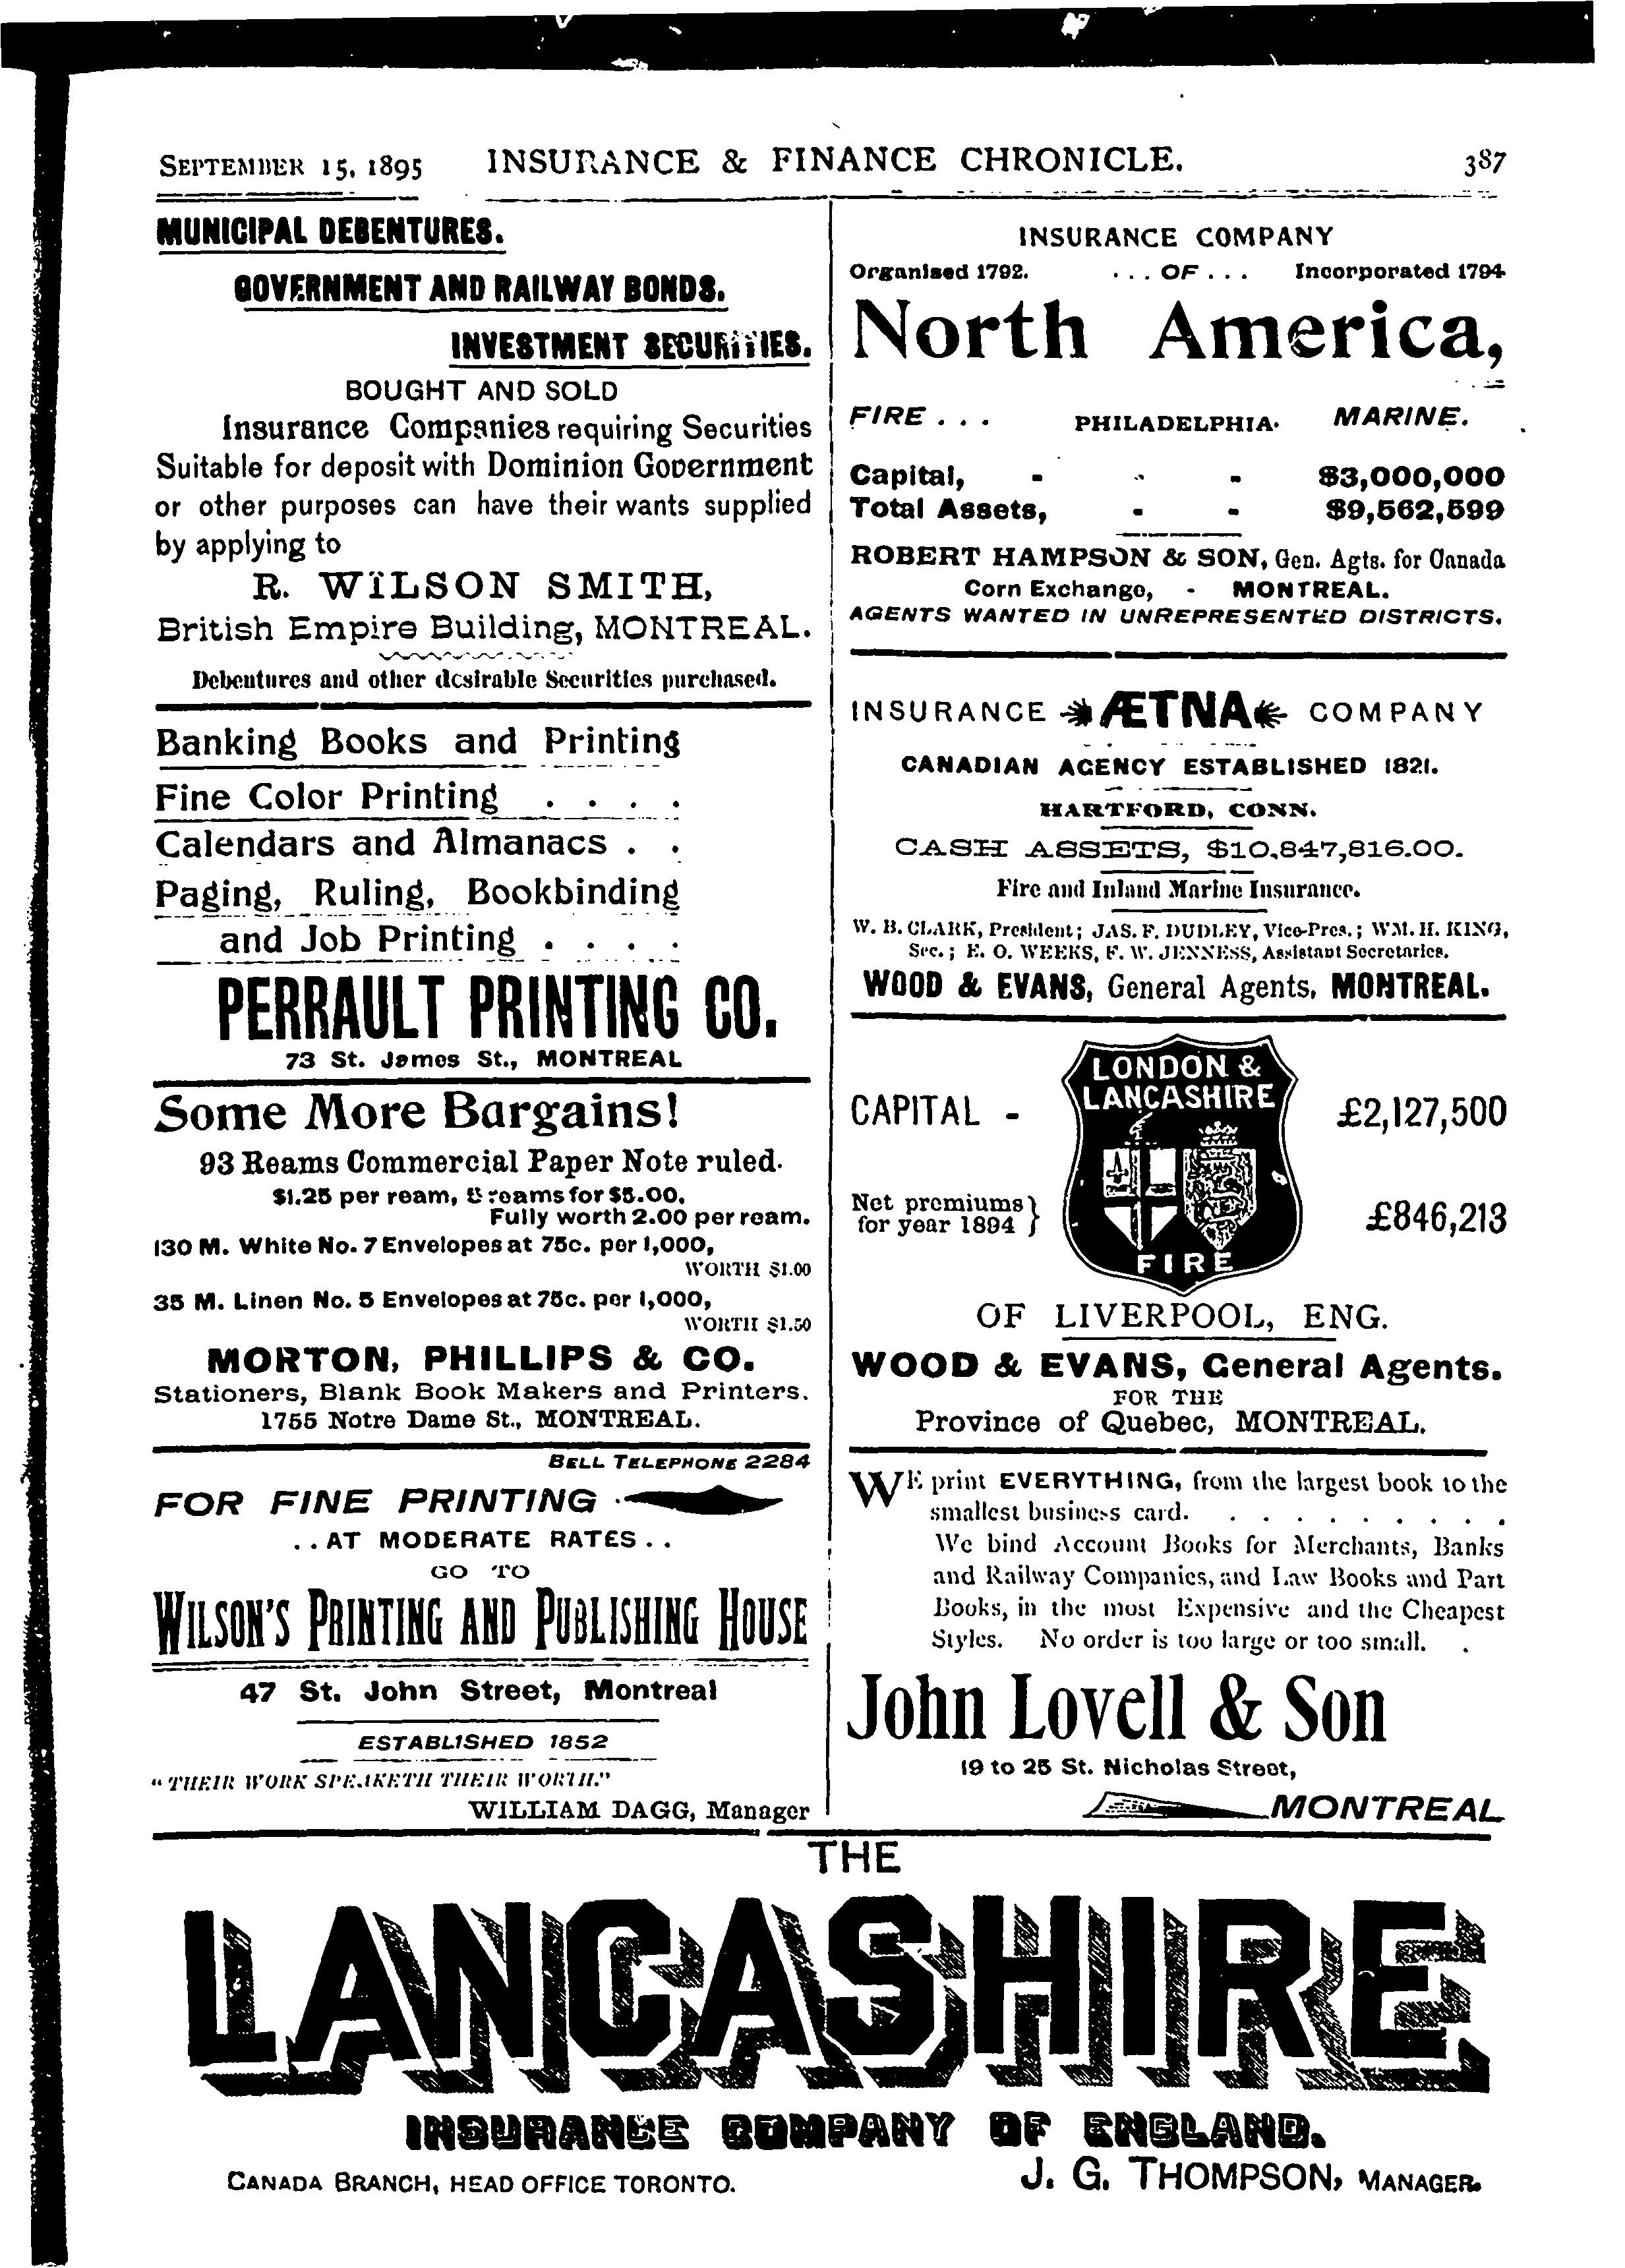 SEPTEMBER 15, 1895 INSURANCE & FINANCE CHRONICLE. 387
MUNICIPAL DEBENTURES.
GOVERNMENT AND RAILWAY BONDS.
INVESTMENT SECURITIES.
BOUGHT AND SOLD
Insurance Companies requiring Securities
Suitable for deposit with Dominion Government
or other purposes can have their wants supplied
by applying to
R. WILSON SMITH,
British Empire Building, MONTREAL.
Debentures and other desirable Securities purchased.
Banking Books and Printing
Fine Color Printing . . . .
Calendars and Almanacs . .
Paging, Ruling, Bookbinding
and Job Printing . . . .
PERRAULT PRINTING CO.
73 St. James St., MONTREAL
Some More Bargains!
93 Reams Commercial Paper Note ruled.
$1.25 per ream, reams for $5.00.
Fully worth 2.00 per ream.
130 M. White No. 7 Envelopes at 75c. per 1,000,
WORTH $1.00
35 M. Linen No. 5 Envelopes at 75c. per 1,000,
WORTH $1.50
MORTON, PHILLIPS & CO.
Stationers, Blank Book Makers and Printers.
1755 Notre Dame St., MONTREAL.
BELL TELEPHONE 2284
FOR FINE PRINTING
. . AT MODERATE RATES . .
GO TO
WILSON'S PRINTING AND PUBLISHING HOUSE
47 St. John Street, Montreal
ESTABLISHED 1852
"THEIR WORK SPEAKETH THEIR WORTH."
WILLIAM DAGG, Manager
INSURANCE COMPANY
Organised 1792. . . . OF . . . Incorporated 1794
North America,
FIRE . . . PHILADELPHIA. MARINE.
Capital, - - - $3,000,000
Total Assets, - - $9,562,599
ROBERT HAMPSON & SON, Gen. Agts. for Canada
Corn Exchange, - MONTREAL.
AGENTS WANTED IN UNREPRESENTED DISTRICTS.
INSURANCE ÆTNA COMPANY
CANADIAN AGENCY ESTABLISHED 1821.
HARTFORD, CONN.
CASH ASSETS, $10,847,816.00.
Fire and Inland Marine Insurance.
W. B. CLARK, President; JAS. F. DUDLEY, Vice-Pres.; WM. H. KING,
Sec.; E. O. WEEKS, F. W. JENNESS, Assistant Secretaries.
WOOD & EVANS, General Agents, MONTREAL.
LONDON &
LANCASHIRE
FIRE
CAPITAL - £2,127,500
Net premiums
for year 1894 } £846,213
OF LIVERPOOL, ENG.
WOOD & EVANS, General Agents.
FOR THE
Province of Quebec, MONTREAL.
WE print EVERYTHING, from the largest book to the
smallest business card. . . . . . . . . .
We bind Account Books for Merchants, Banks
and Railway Companies, and Law Books and Part
Books, in the most Expensive and the Cheapest
Styles. No order is too large or too small. .
John Lovell & Son
19 to 25 St. Nicholas Street,
MONTREAL
THE
LANCASHIRE
INSURANCE COMPANY OF ENGLAND.
CANADA BRANCH, HEAD OFFICE TORONTO. J. G. THOMPSON, MANAGER.